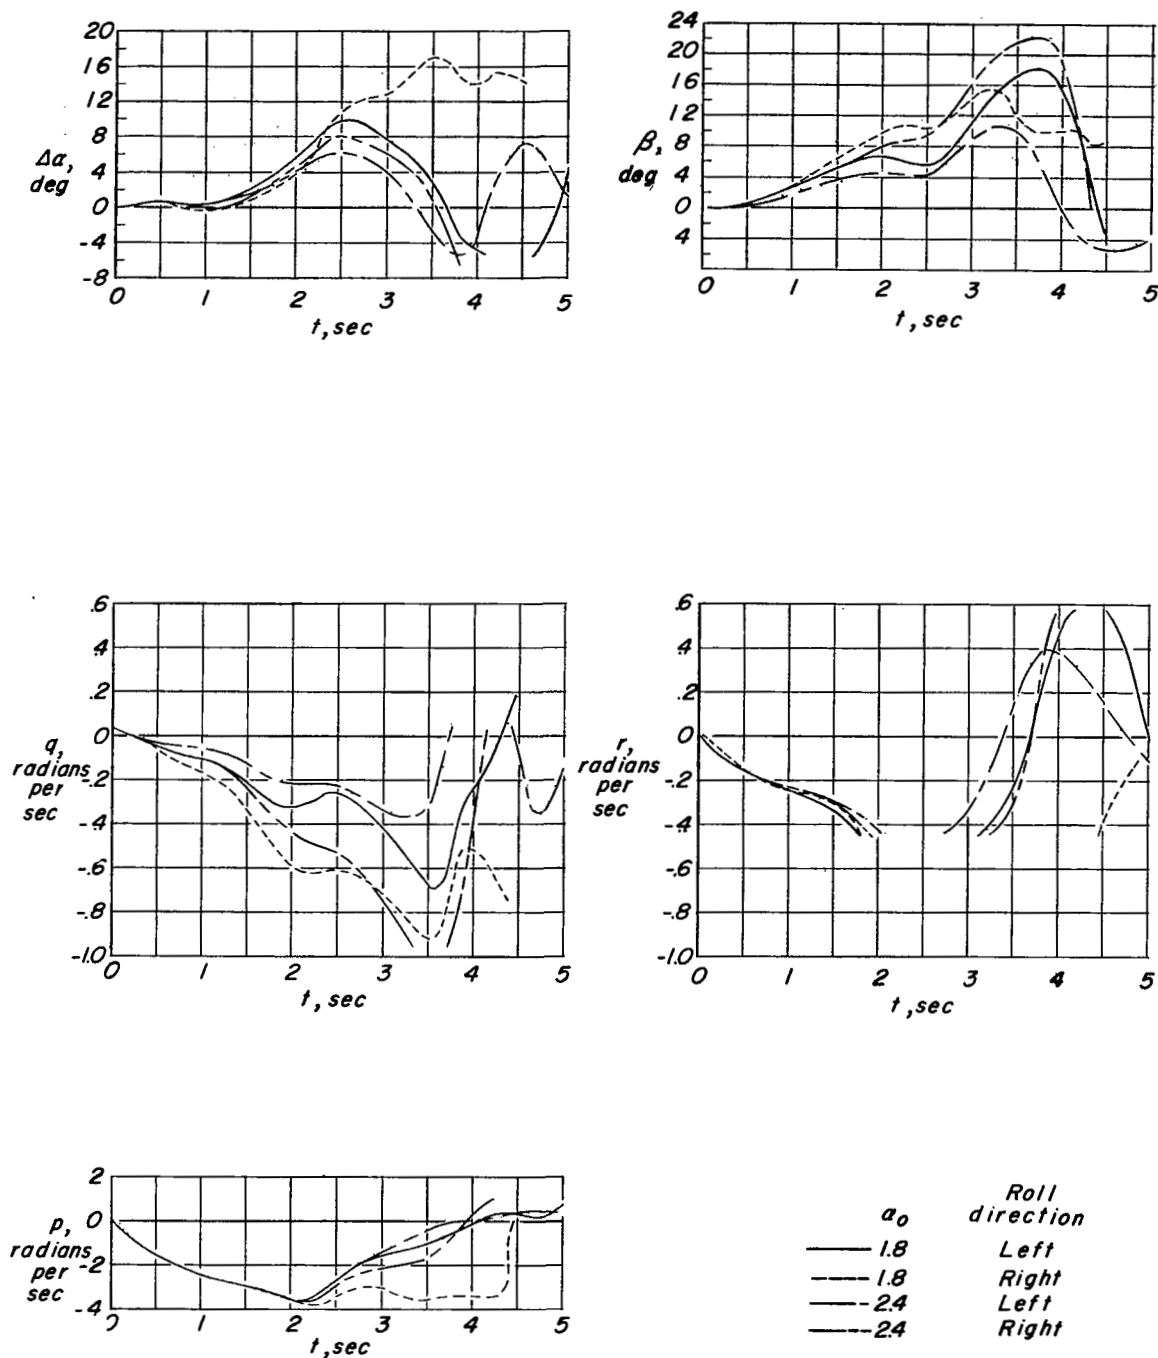 20
16
12
8
4
0
-4
-8
Δα,
deg
0 1 2 3 4 5
t, sec
24
20
16
12
8
4
0
4
β,
deg
0 1 2 3 4 5
t, sec
.6
.4
.2
0
-.2
-.4
-.6
-.8
-1.0
q,
radians
per
sec
0 1 2 3 4 5
t, sec
.6
.4
.2
0
-.2
-.4
-.6
-.8
-1.0
r,
radians
per
sec
0 1 2 3 4 5
t, sec
2
0
-2
-4
p,
radians
per
sec
0 1 2 3 4 5
t, sec
α₀ Roll direction
1.8 Left
1.8 Right
2.4 Left
2.4 Right